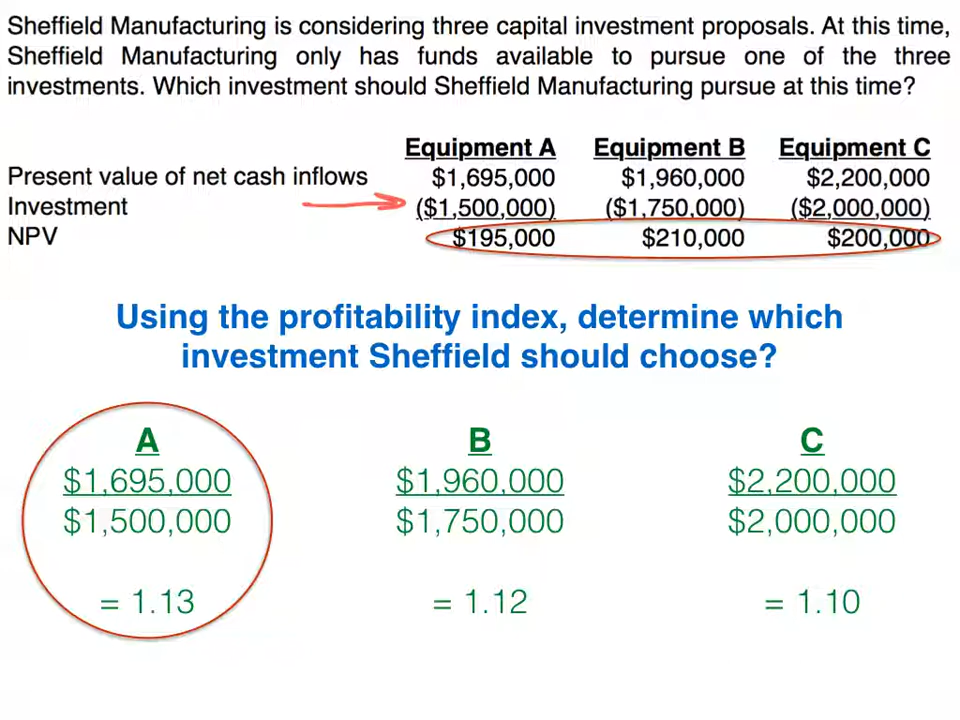 Sheffield Manufacturing is considering three capital investment proposals. At this time,
Sheffield Manufacturing only has funds available to pursue one of the three
investments. Which investment should Sheffield Manufacturing pursue at this time?
Equipment A Equipment B Equipment C
Present value of net cash inflows $1,695,000 $1,960,000 $2,200,000
Investment ($1,500,000) ($1,750,000) ($2,000,000)
NPV $195,000 $210,000 $200,000
Using the profitability index, determine which
investment Sheffield should choose?
A B C
$1,695,000 $1,960,000 $2,200,000
$1,500,000 $1,750,000 $2,000,000
= 1.13 = 1.12 = 1.10